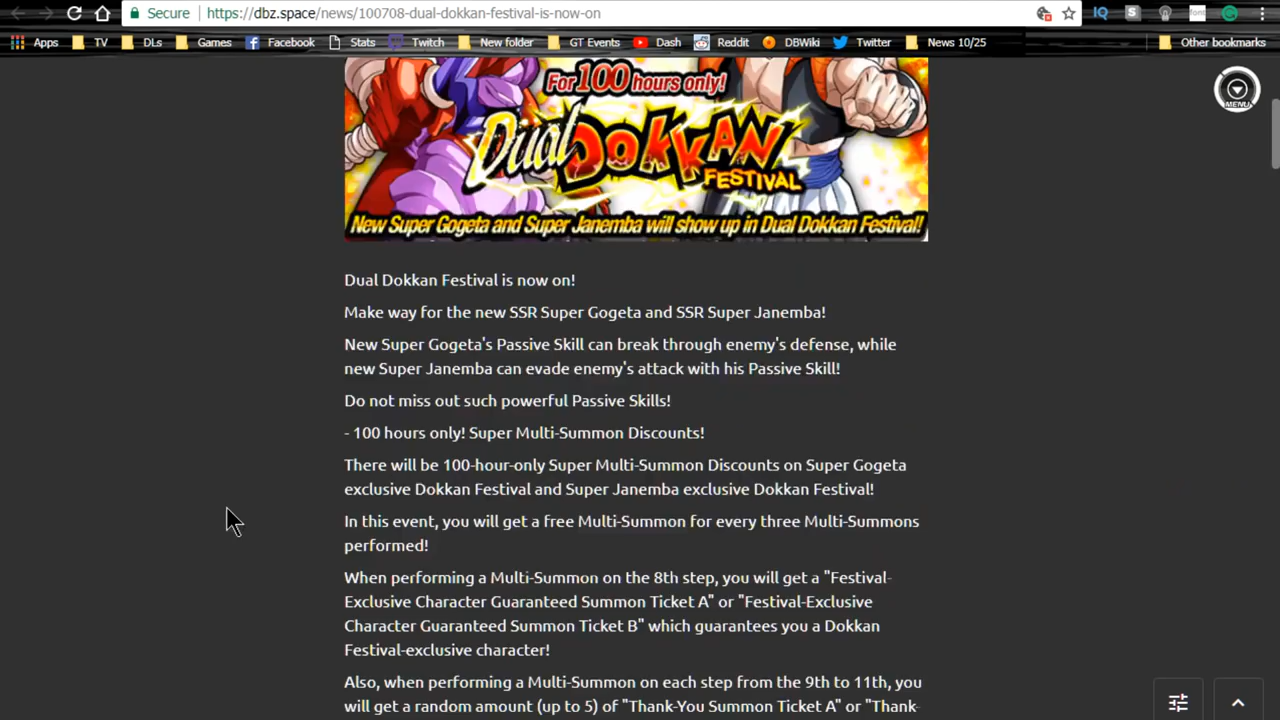 Secure https://dbz.space/news/100708-dual-dokkan-festival-is-now-on
Apps TV DLs Games Facebook Stats Twitch New folder GT Events Dash Reddit DBWiki Twitter News 10/25 Other bookmarks
For 100 hours only!
MENU
Dual DOKKAN
FESTIVAL
New Super Gogeta and Super Janemba will show up in Dual Dokkan Festival!
Dual Dokkan Festival is now on!
Make way for the new SSR Super Gogeta and SSR Super Janemba!
New Super Gogeta's Passive Skill can break through enemy's defense, while
new Super Janemba can evade enemy's attack with his Passive Skill!
Do not miss out such powerful Passive Skills!
- 100 hours only! Super Multi-Summon Discounts!
There will be 100-hour-only Super Multi-Summon Discounts on Super Gogeta
exclusive Dokkan Festival and Super Janemba exclusive Dokkan Festival!
In this event, you will get a free Multi-Summon for every three Multi-Summons
performed!
When performing a Multi-Summon on the 8th step, you will get a "Festival-
Exclusive Character Guaranteed Summon Ticket A" or "Festival-Exclusive
Character Guaranteed Summon Ticket B" which guarantees you a Dokkan
Festival-exclusive character!
Also, when performing a Multi-Summon on each step from the 9th to 11th, you
will get a random amount (up to 5) of "Thank-You Summon Ticket A" or "Thank-